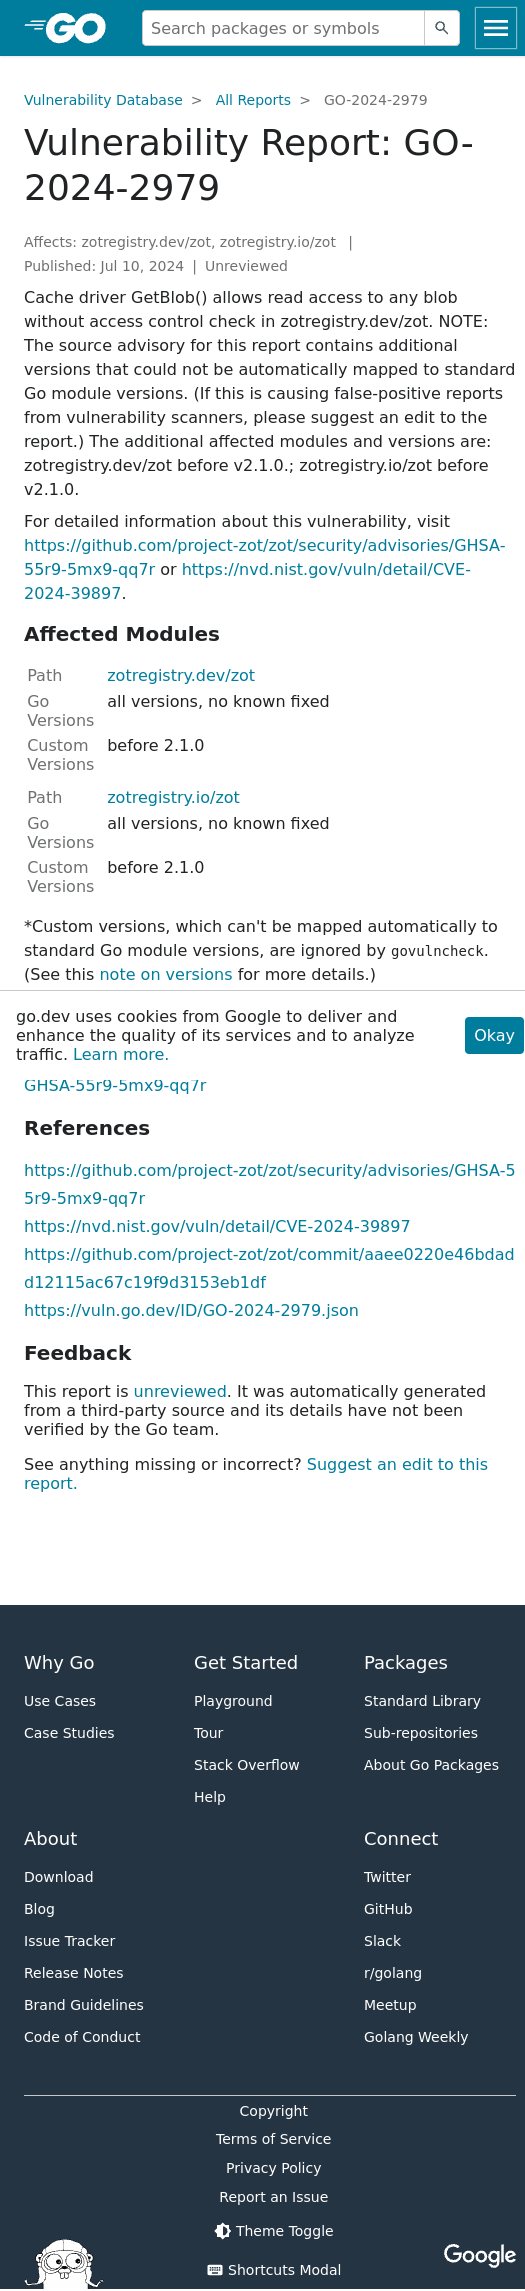 GO
Search packages or symbols
Vulnerability Database > All Reports > GO-2024-2979
Vulnerability Report: GO-
2024-2979
Affects: zotregistry.dev/zot, zotregistry.io/zot |
Published: Jul 10, 2024 | Unreviewed
Cache driver GetBlob() allows read access to any blob
without access control check in zotregistry.dev/zot. NOTE:
The source advisory for this report contains additional
versions that could not be automatically mapped to standard
Go module versions. (If this is causing false-positive reports
from vulnerability scanners, please suggest an edit to the
report.) The additional affected modules and versions are:
zotregistry.dev/zot before v2.1.0.; zotregistry.io/zot before
v2.1.0.
For detailed information about this vulnerability, visit
https://github.com/project-zot/zot/security/advisories/GHSA-
55r9-5mx9-qq7r or https://nvd.nist.gov/vuln/detail/CVE-
2024-39897.
Affected Modules
Path zotregistry.dev/zot
Go all versions, no known fixed
Versions
Custom before 2.1.0
Versions
Path zotregistry.io/zot
Go all versions, no known fixed
Versions
Custom before 2.1.0
Versions
*Custom versions, which can't be mapped automatically to
standard Go module versions, are ignored by govulncheck.
(See this note on versions for more details.)
go.dev uses cookies from Google to deliver and
enhance the quality of its services and to analyze
traffic. Learn more.
Okay
GHSA-55r9-5mx9-qq7r
References
https://github.com/project-zot/zot/security/advisories/GHSA-5
5r9-5mx9-qq7r
https://nvd.nist.gov/vuln/detail/CVE-2024-39897
https://github.com/project-zot/zot/commit/aaee0220e46bdad
d12115ac67c19f9d3153eb1df
https://vuln.go.dev/ID/GO-2024-2979.json
Feedback
This report is unreviewed. It was automatically generated
from a third-party source and its details have not been
verified by the Go team.
See anything missing or incorrect? Suggest an edit to this
report.
Why Go
Use Cases
Case Studies
Get Started
Playground
Tour
Stack Overflow
Help
Packages
Standard Library
Sub-repositories
About Go Packages
About
Download
Blog
Issue Tracker
Release Notes
Brand Guidelines
Code of Conduct
Connect
Twitter
GitHub
Slack
r/golang
Meetup
Golang Weekly
Copyright
Terms of Service
Privacy Policy
Report an Issue
Theme Toggle
Shortcuts Modal
Google